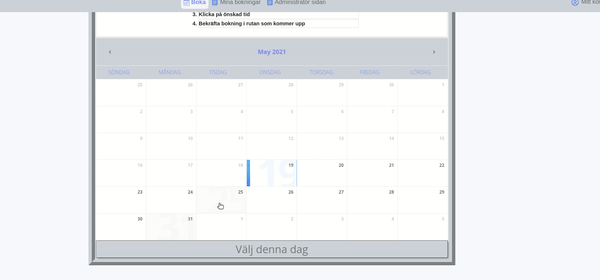 Boka Mina bokningar Administratör sidan
3. Klicka på önskad tid
4. Bekräfta bokning i rutan som kommer upp
‹ May 2021 ›
SÖNDAG MÅNDAG TISDAG ONSDAG TORSDAG FREDAG LÖRDAG
25 26 27 28 29 30 1
2 3 4 5 6 7 8
9 10 11 12 13 14 15
16 17 18 19 19 20 21 22
23 24 25 26 27 28 29
30 31 31 1 2 3 4 5
Välj denna dag